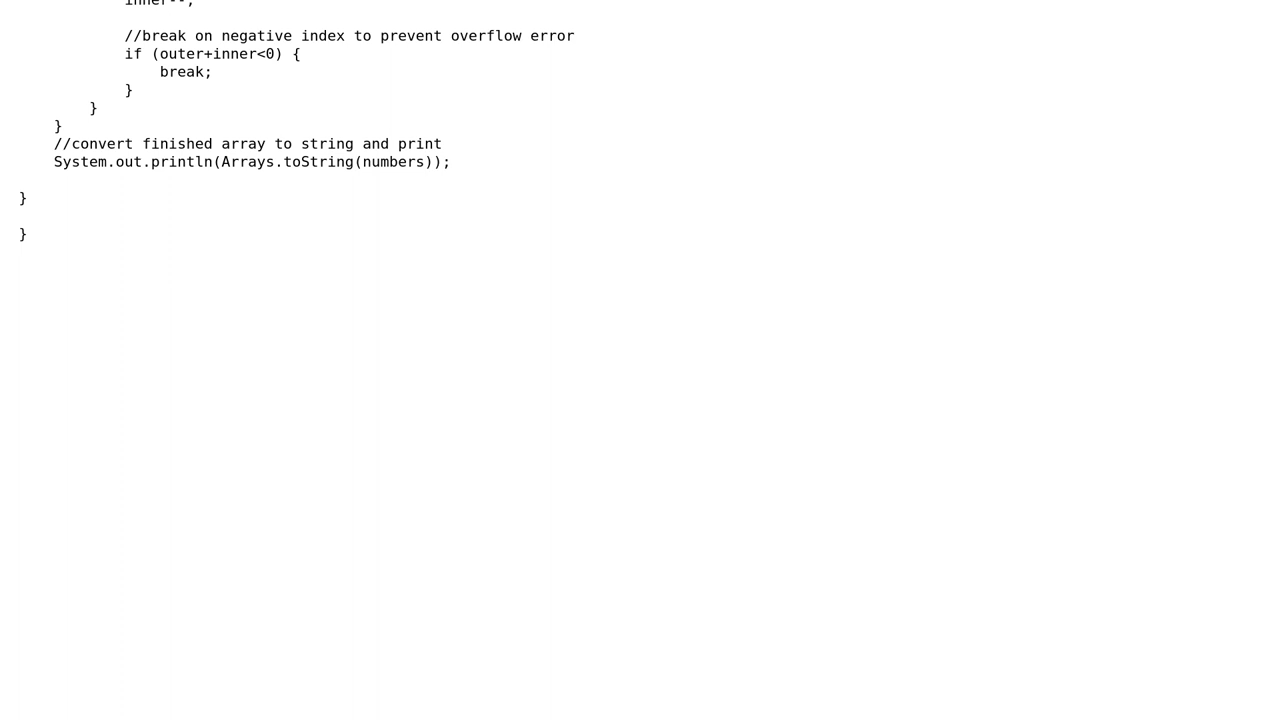 inner--;
//break on negative index to prevent overflow error
if (outer+inner<0) {
break;
}
}
}
//convert finished array to string and print
System.out.println(Arrays.toString(numbers));
}
}